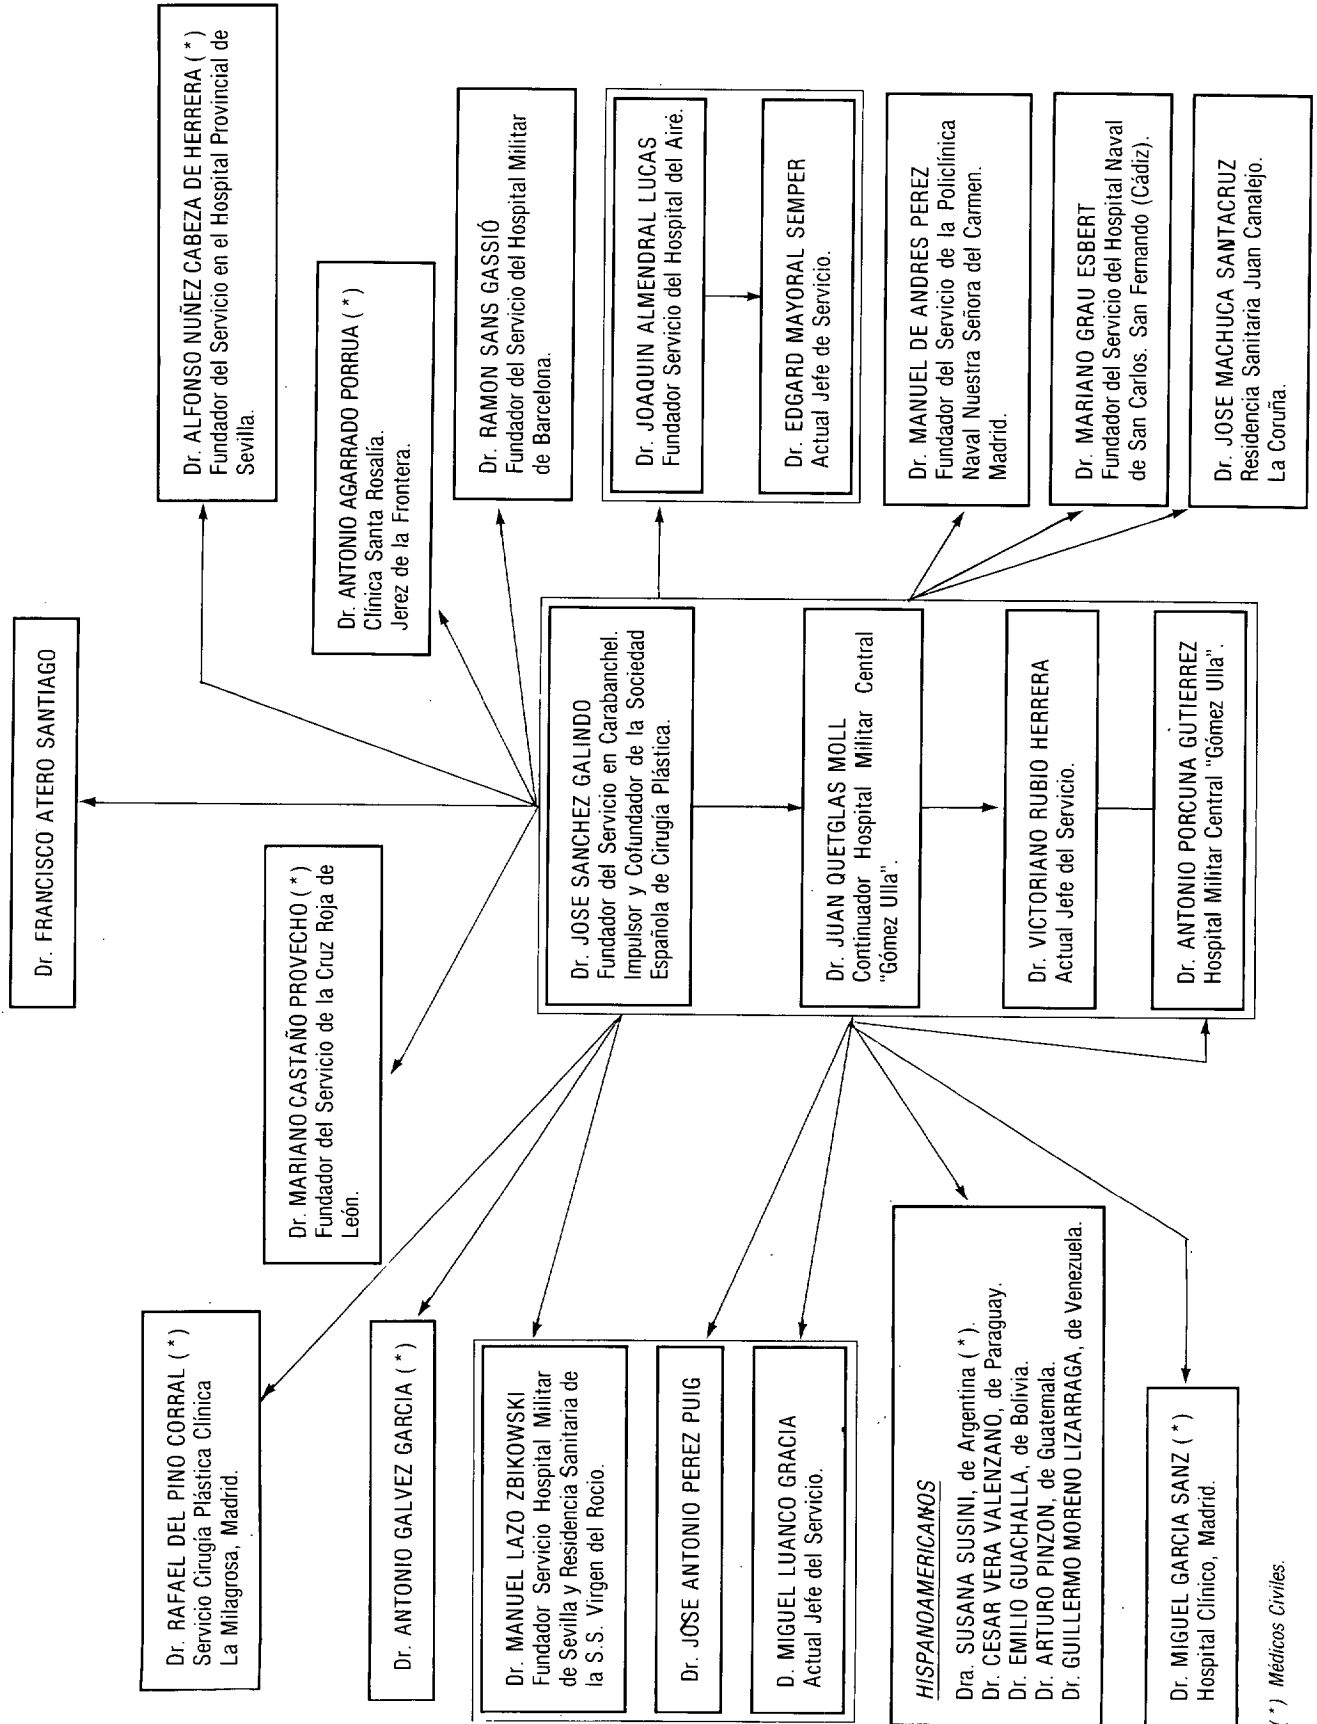 Dr. FRANCISCO ATERO SANTIAGO
Dr. RAFAEL DEL PINO CORRAL (*)
Servicio Cirugía Plástica Clínica
La Milagrosa, Madrid.
Dr. MARIANO CASTAÑO PROVECHO (*)
Fundador del Servicio de la Cruz Roja de
León.
Dr. ANTONIO AGARRADO PORRUA (*)
Clínica Santa Rosalía.
Jerez de la Frontera.
Dr. ALFONSO NUÑEZ CABEZA DE HERRERA (*)
Fundador del Servicio en el Hospital Provincial de
Sevilla.
Dr. ANTONIO GALVEZ GARCIA (*)
Dr. RAMON SANS GASSIÓ
Fundador del Servicio del Hospital Militar
de Barcelona.
Dr. MANUEL LAZO ZBIKOWSKI
Fundador Servicio Hospital Militar
de Sevilla y Residencia Sanitaria de
la S.S. Virgen del Rocio.
Dr. JOSE ANTONIO PEREZ PUIG
D. MIGUEL LUANCO GRACIA
Actual Jefe del Servicio.
Dr. JOSE SANCHEZ GALINDO
Fundador del Servicio en Carabanchel.
Impulsor y Cofundador de la Sociedad
Española de Cirugía Plástica.
Dr. JUAN QUETGLAS MOLL
Continuador Hospital Militar Central
"Gómez Ulla".
Dr. VICTORIANO RUBIO HERRERA
Actual Jefe del Servicio.
Dr. ANTONIO PORCUNA GUTIERREZ
Hospital Militar Central "Gómez Ulla".
Dr. JOAQUIN ALMENDRAL LUCAS
Fundador Servicio del Hospital del Airé.
Dr. EDGARD MAYORAL SEMPER
Actual Jefe de Servicio.
Dr. MANUEL DE ANDRES PEREZ
Fundador del Servicio de la Policlínica
Naval Nuestra Señora del Carmen.
Madrid.
Dr. MARIANO GRAU ESBERT
Fundador del Servicio del Hospital Naval
de San Carlos. San Fernando (Cádiz).
Dr. JOSE MACHUCA SANTACRUZ
Residencia Sanitaria Juan Canalejo.
La Coruña.
HISPANOAMERICANOS
Dra. SUSANA SUSINI, de Argentina (*).
Dr. CESAR VERA VALENZANO, de Paraguay.
Dr. EMILIO GUACHALLA, de Bolivia.
Dr. ARTURO PINZON, de Guatemala.
Dr. GUILLERMO MORENO LIZARRAGA, de Venezuela.
Dr. MIGUEL GARCIA SANZ (*)
Hospital Clínico, Madrid.
(*) Médicos Civiles.